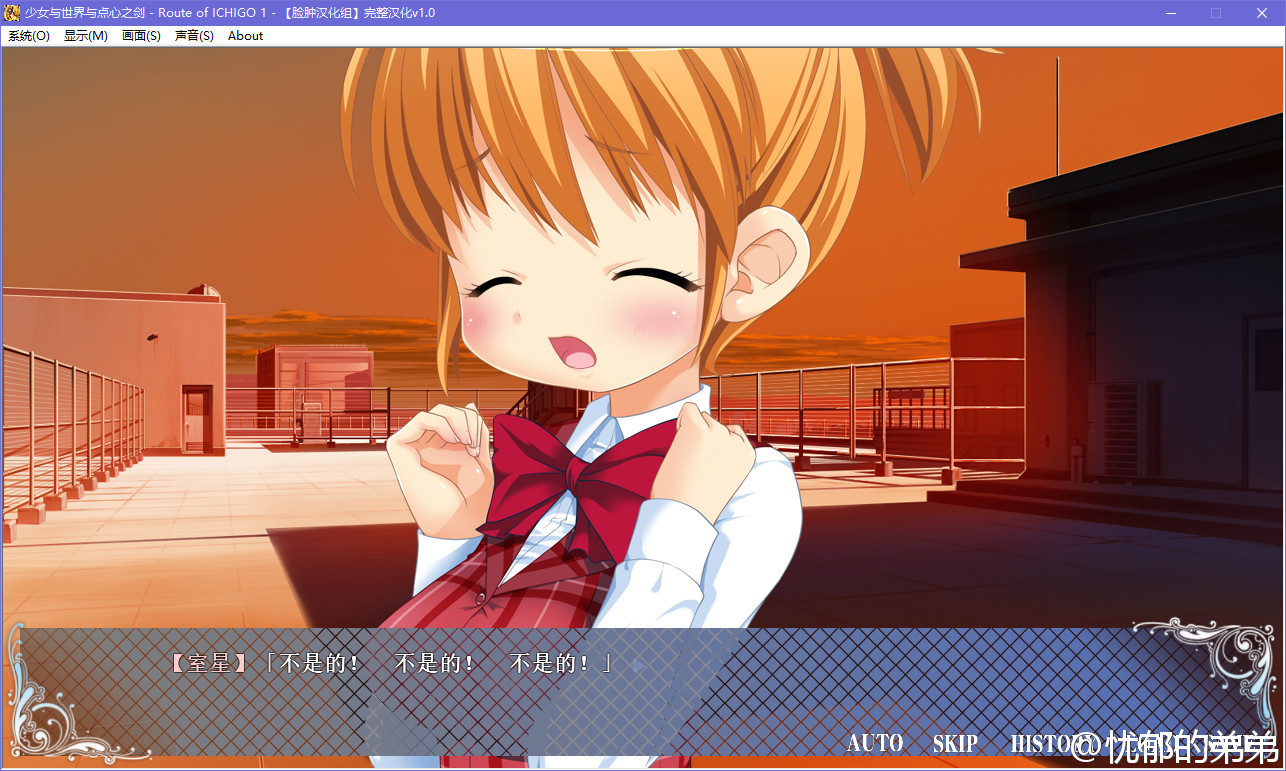 少女与世界与点心之剑 - Route of ICHIGO 1 - 【脸肿汉化组】完整汉化v1.0
系统(O) 显示(M) 画面(S) 声音(S) About
【室星】「不是的! 不是的! 不是的!」
AUTO SKIP HISTO
@忧郁的弟弟